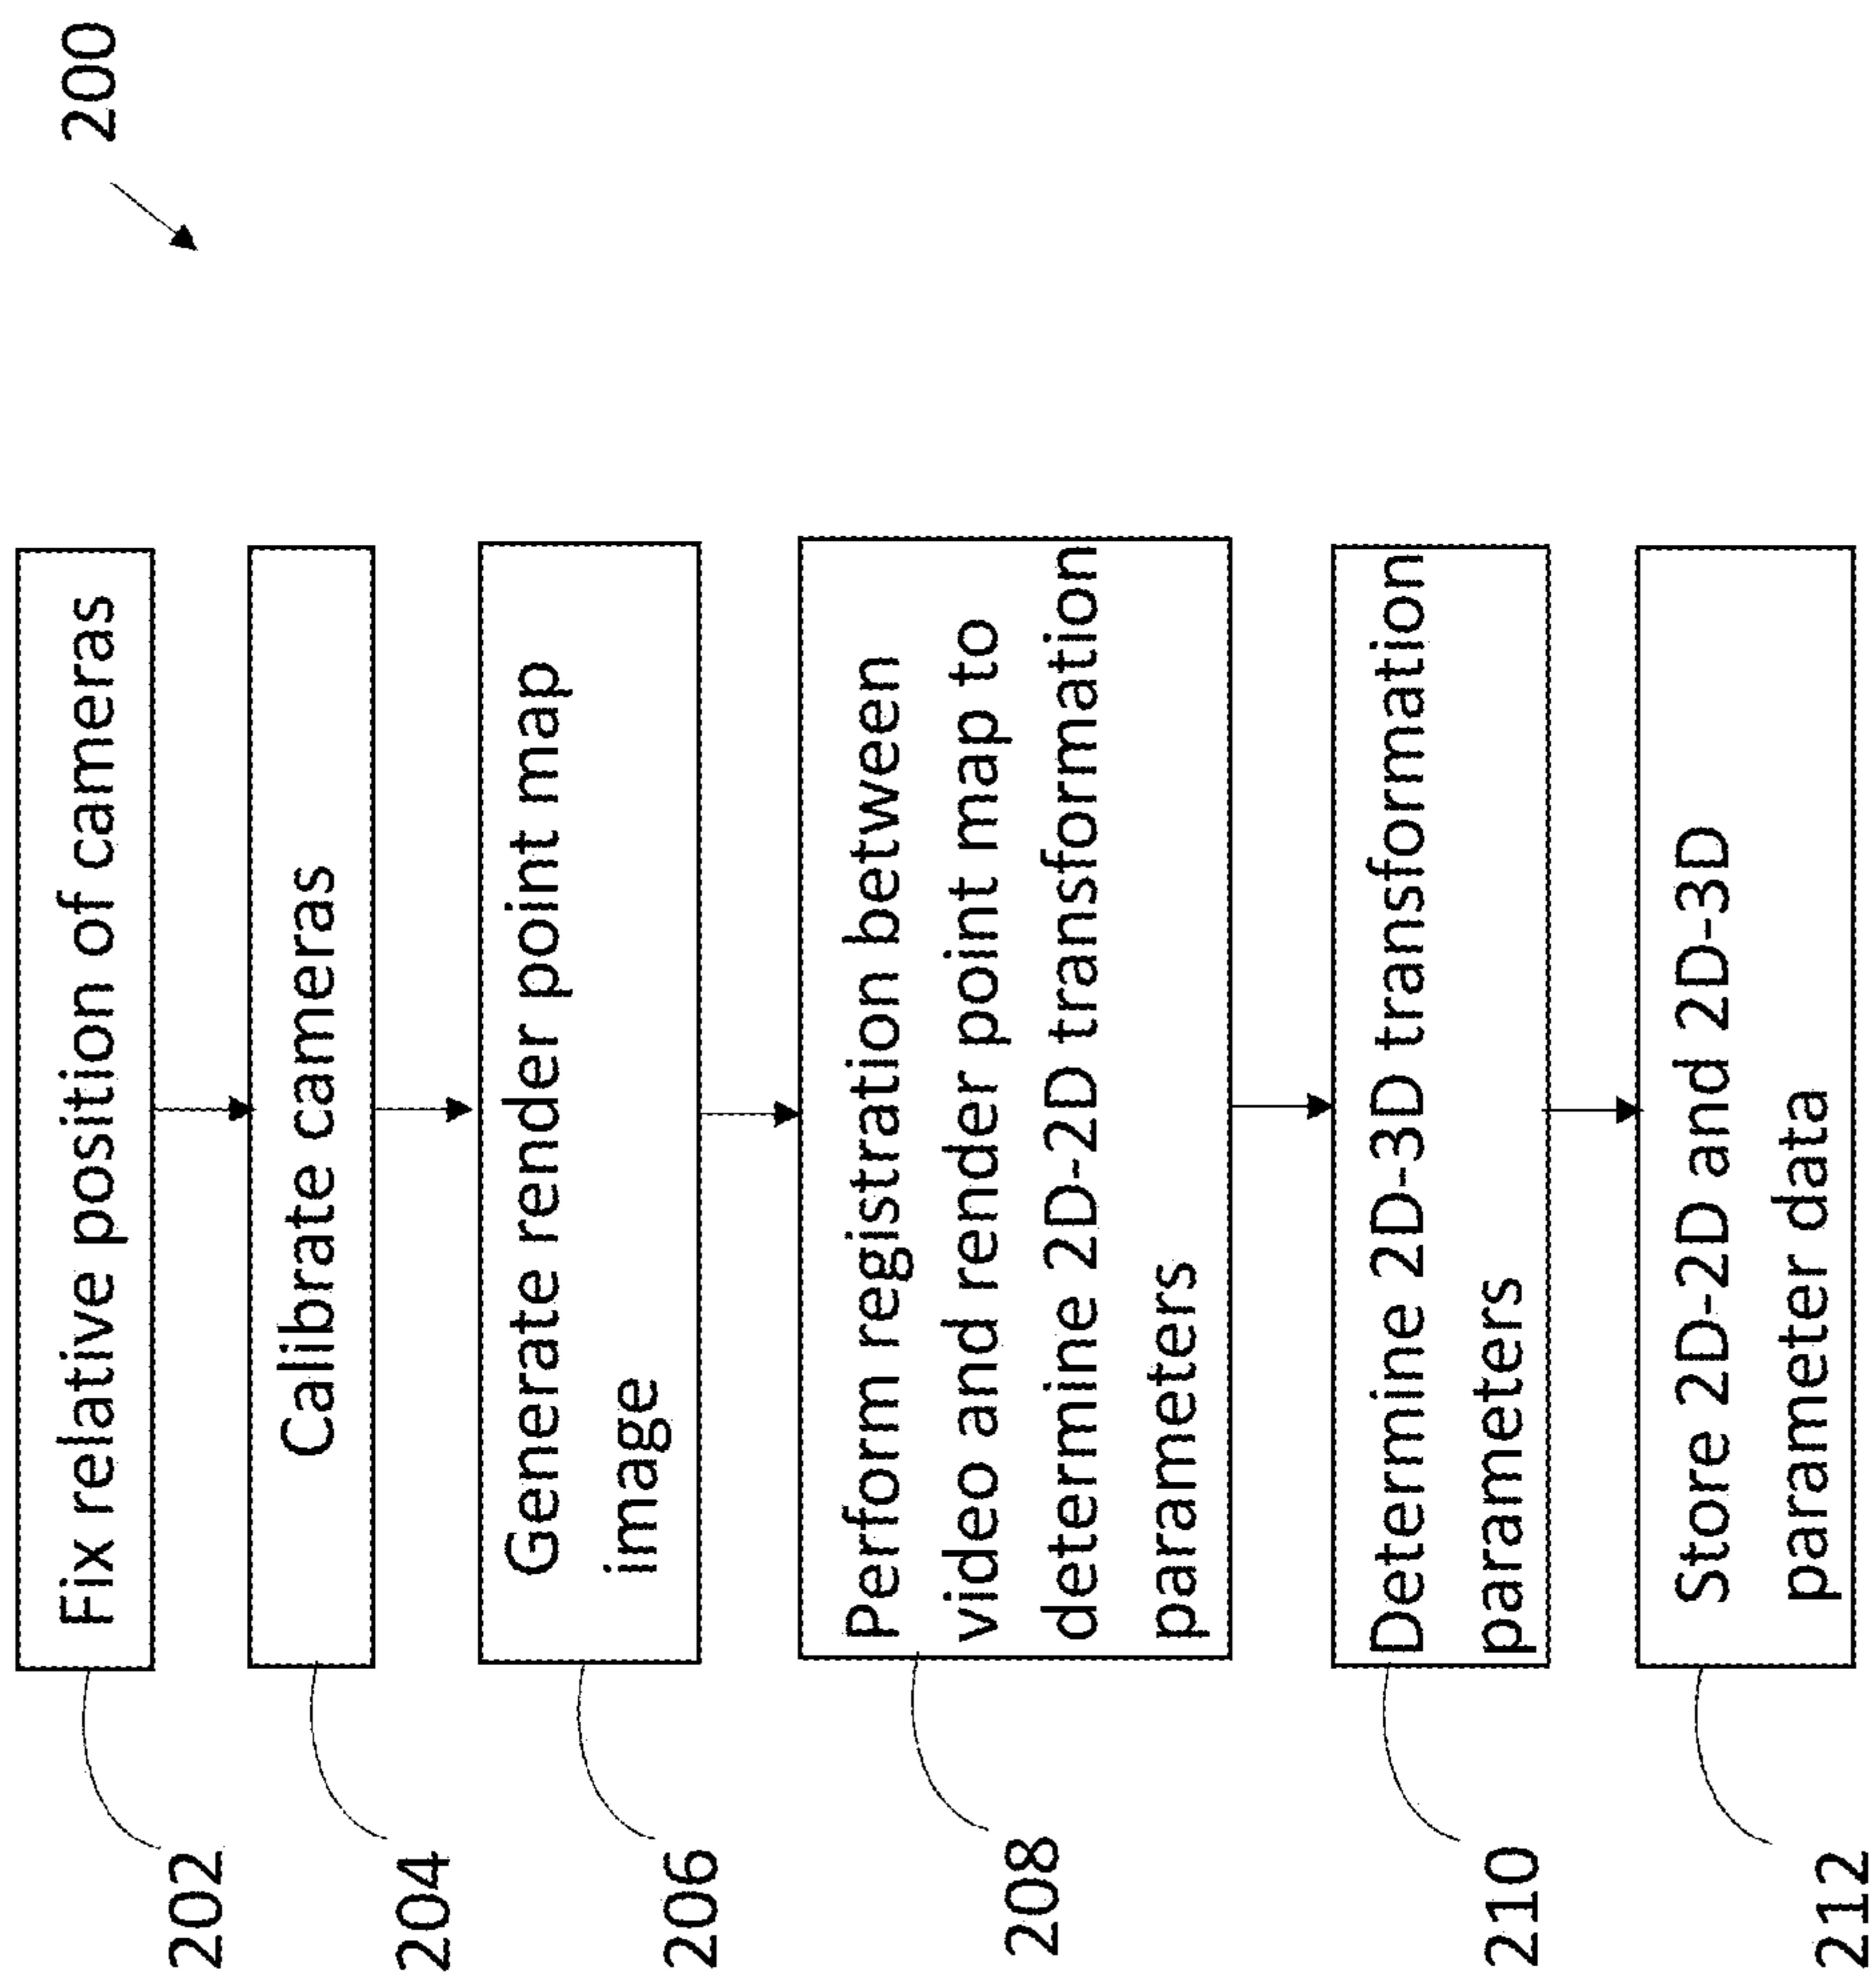 200
202
Fix relative position of cameras
204
Calibrate cameras
206
Generate render point map
image
208
Perform registration between
video and render point map to
determine 2D-2D transformation
parameters
210
Determine 2D-3D transformation
parameters
212
Store 2D-2D and 2D-3D
parameter data